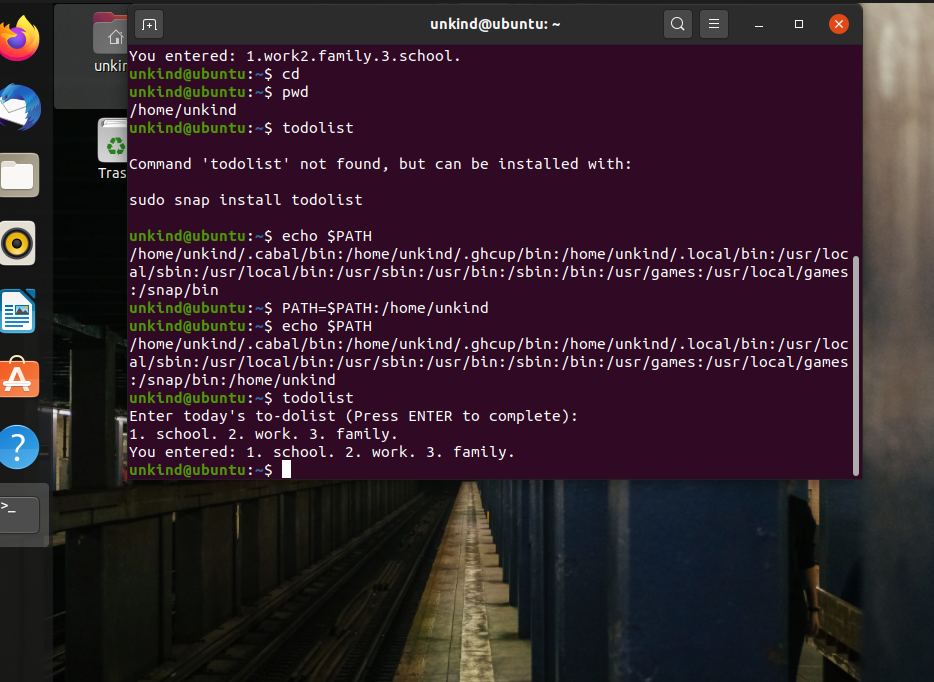 unkind@ubuntu: ~
unkin
Tras
You entered: 1.work2.family.3.school.
unkind@ubuntu:~$ cd
unkind@ubuntu:~$ pwd
/home/unkind
unkind@ubuntu:~$ todolist
Command 'todolist' not found, but can be installed with:
sudo snap install todolist
unkind@ubuntu:~$ echo $PATH
/home/unkind/.cabal/bin:/home/unkind/.ghcup/bin:/home/unkind/.local/bin:/usr/loc
al/sbin:/usr/local/bin:/usr/sbin:/usr/bin:/sbin:/bin:/usr/games:/usr/local/games
:/snap/bin
unkind@ubuntu:~$ PATH=$PATH:/home/unkind
unkind@ubuntu:~$ echo $PATH
/home/unkind/.cabal/bin:/home/unkind/.ghcup/bin:/home/unkind/.local/bin:/usr/loc
al/sbin:/usr/local/bin:/usr/sbin:/usr/bin:/sbin:/bin:/usr/games:/usr/local/games
:/snap/bin:/home/unkind
unkind@ubuntu:~$ todolist
Enter today's to-dolist (Press ENTER to complete):
1. school. 2. work. 3. family.
You entered: 1. school. 2. work. 3. family.
unkind@ubuntu:~$